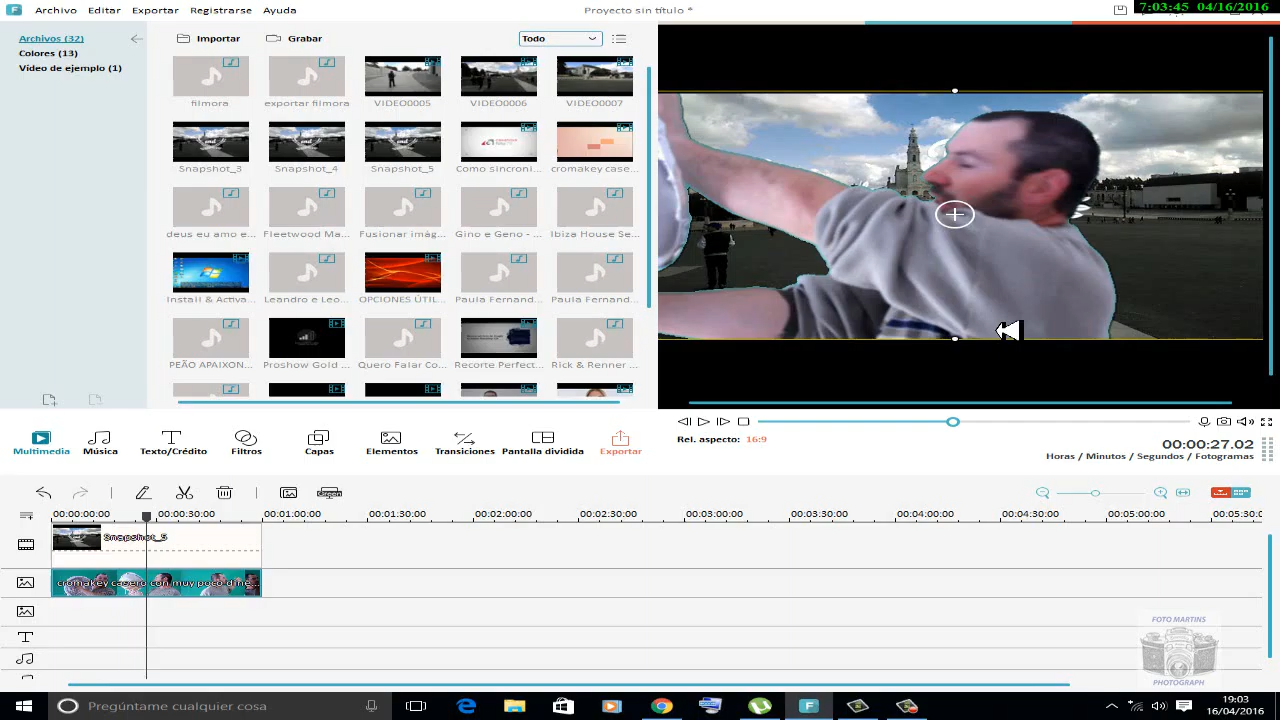 Archivo Editar Exportar Registrarse Ayuda
Proyecto sin título *
7:03:45 04/16/2016
Archivos (32)
Colores (13)
Vídeo de ejemplo (1)
Importar Grabar Todo
filmora exportar filmora VIDEO0005 VIDEO0006 VIDEO0007
Snapshot_3 Snapshot_4 Snapshot_5 Como sincroni... cromakey case...
deus eu amo e... Fleetwood Ma... Fusionar imág... Gino e Geno - ... Ibiza House Se...
Install & Activa... Leandro e Leo... OPCIONES ÚTIL... Paula Fernand... Paula Fernand...
PEÃO APAIXON... Proshow Gold ... Quero Falar Co... Recorte Perfect... Rick & Renner ...
Multimedia Música Texto/Crédito Filtros Capas Elementos Transiciones Pantalla dividida Exportar
Rel. aspecto: 16:9
00:00:27.02
Horas / Minutos / Segundos / Fotogramas
00:00:00:00 00:00:30:00 00:01:00:00 00:01:30:00 00:02:00:00 00:02:30:00 00:03:00:00 00:03:30:00 00:04:00:00 00:04:30:00 00:05:00:00 00:05:30:0
Snapshot_5
cromakey casero con muy poco dine...
FOTO MARTINS
PHOTOGRAPH
Pregúntame cualquier cosa
19:03
16/04/2016